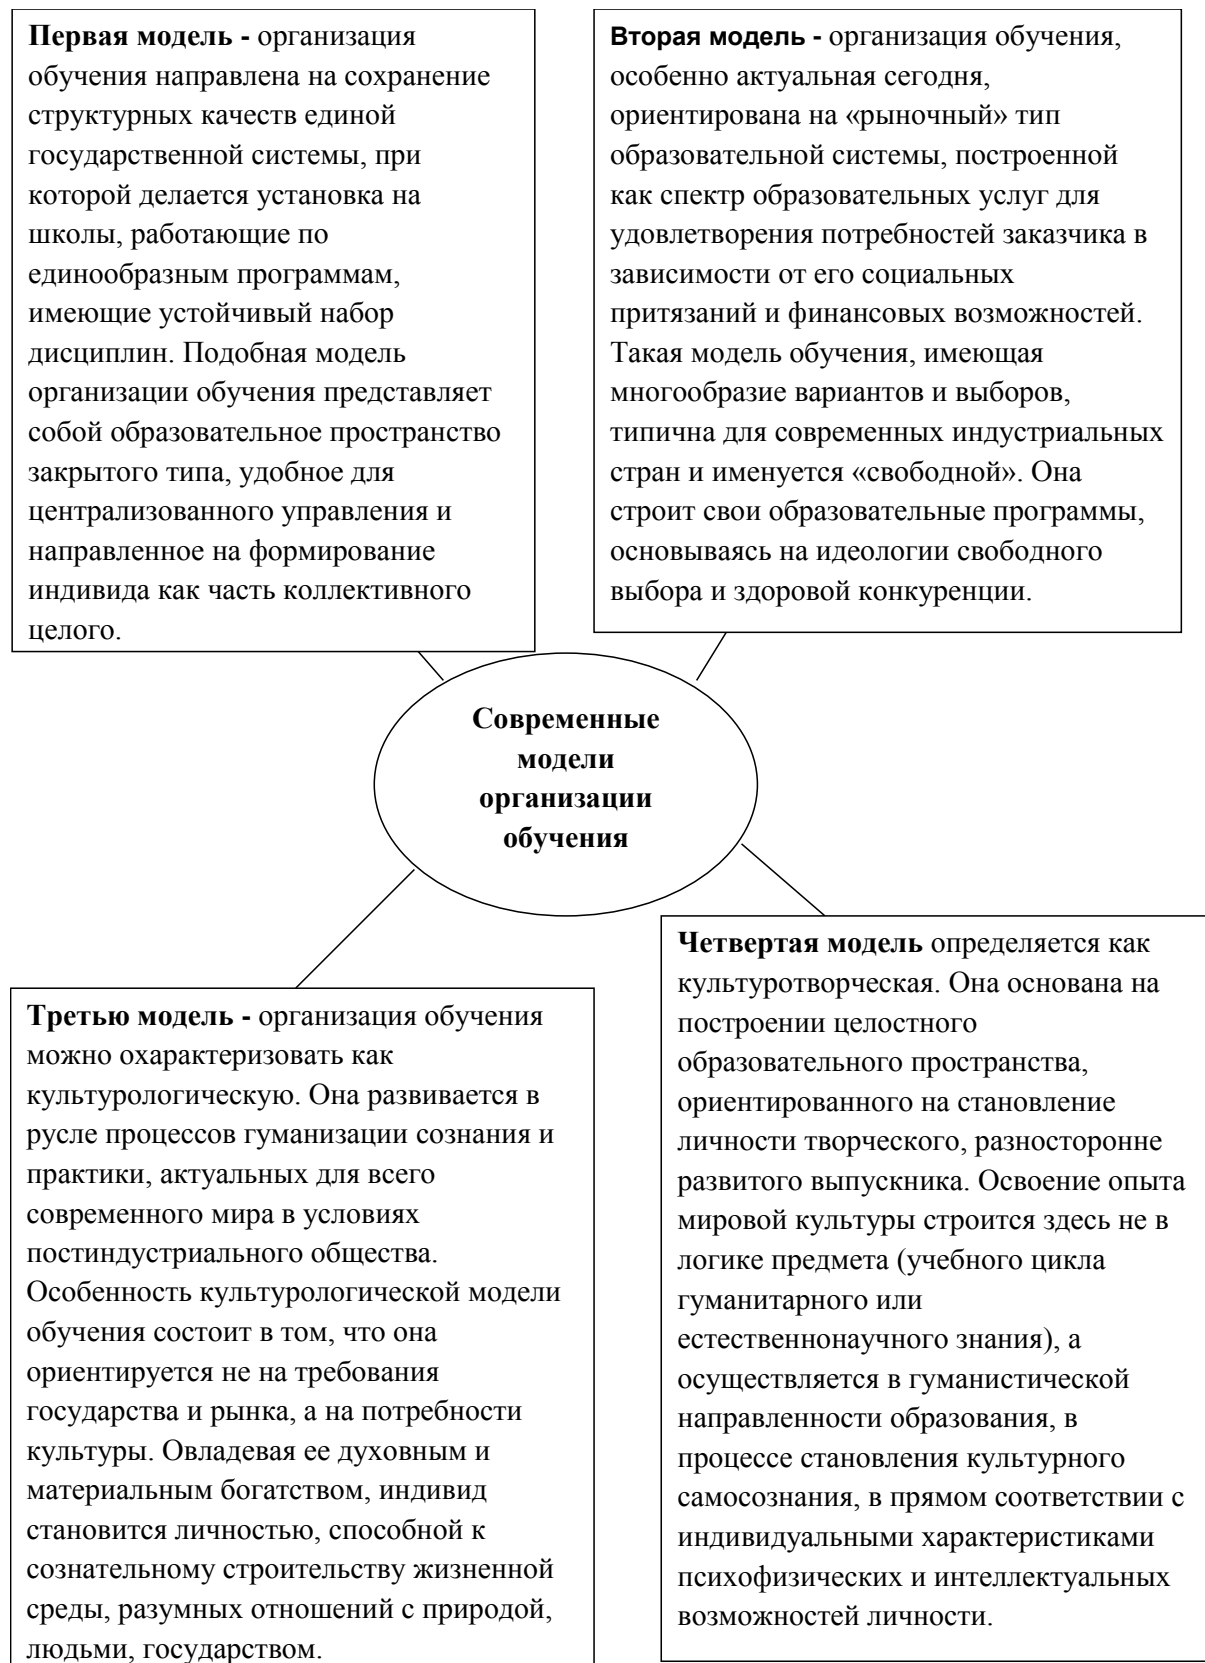 Первая модель - организация
обучения направлена на сохранение
структурных качеств единой
государственной системы, при
которой делается установка на
школы, работающие по
единообразным программам,
имеющие устойчивый набор
дисциплин. Подобная модель
организации обучения представляет
собой образовательное пространство
закрытого типа, удобное для
централизованного управления и
направленное на формирование
индивида как часть коллективного
целого.
Вторая модель - организация обучения,
особенно актуальная сегодня,
ориентирована на «рыночный» тип
образовательной системы, построенной
как спектр образовательных услуг для
удовлетворения потребностей заказчика в
зависимости от его социальных
притязаний и финансовых возможностей.
Такая модель обучения, имеющая
многообразие вариантов и выборов,
типична для современных индустриальных
стран и именуется «свободной». Она
строит свои образовательные программы,
основываясь на идеологии свободного
выбора и здоровой конкуренции.
Современные
модели
организации
обучения
Третью модель - организация обучения
можно охарактеризовать как
культурологическую. Она развивается в
русле процессов гуманизации сознания и
практики, актуальных для всего
современного мира в условиях
постиндустриального общества.
Особенность культурологической модели
обучения состоит в том, что она
ориентируется не на требования
государства и рынка, а на потребности
культуры. Овладевая ее духовным и
материальным богатством, индивид
становится личностью, способной к
сознательному строительству жизненной
среды, разумных отношений с природой,
людьми, государством.
Четвертая модель определяется как
культуротворческая. Она основана на
построении целостного
образовательного пространства,
ориентированного на становление
личности творческого, разносторонне
развитого выпускника. Освоение опыта
мировой культуры строится здесь не в
логике предмета (учебного цикла
гуманитарного или
естественнонаучного знания), а
осуществляется в гуманистической
направленности образования, в
процессе становления культурного
самосознания, в прямом соответствии с
индивидуальными характеристиками
психофизических и интеллектуальных
возможностей личности.